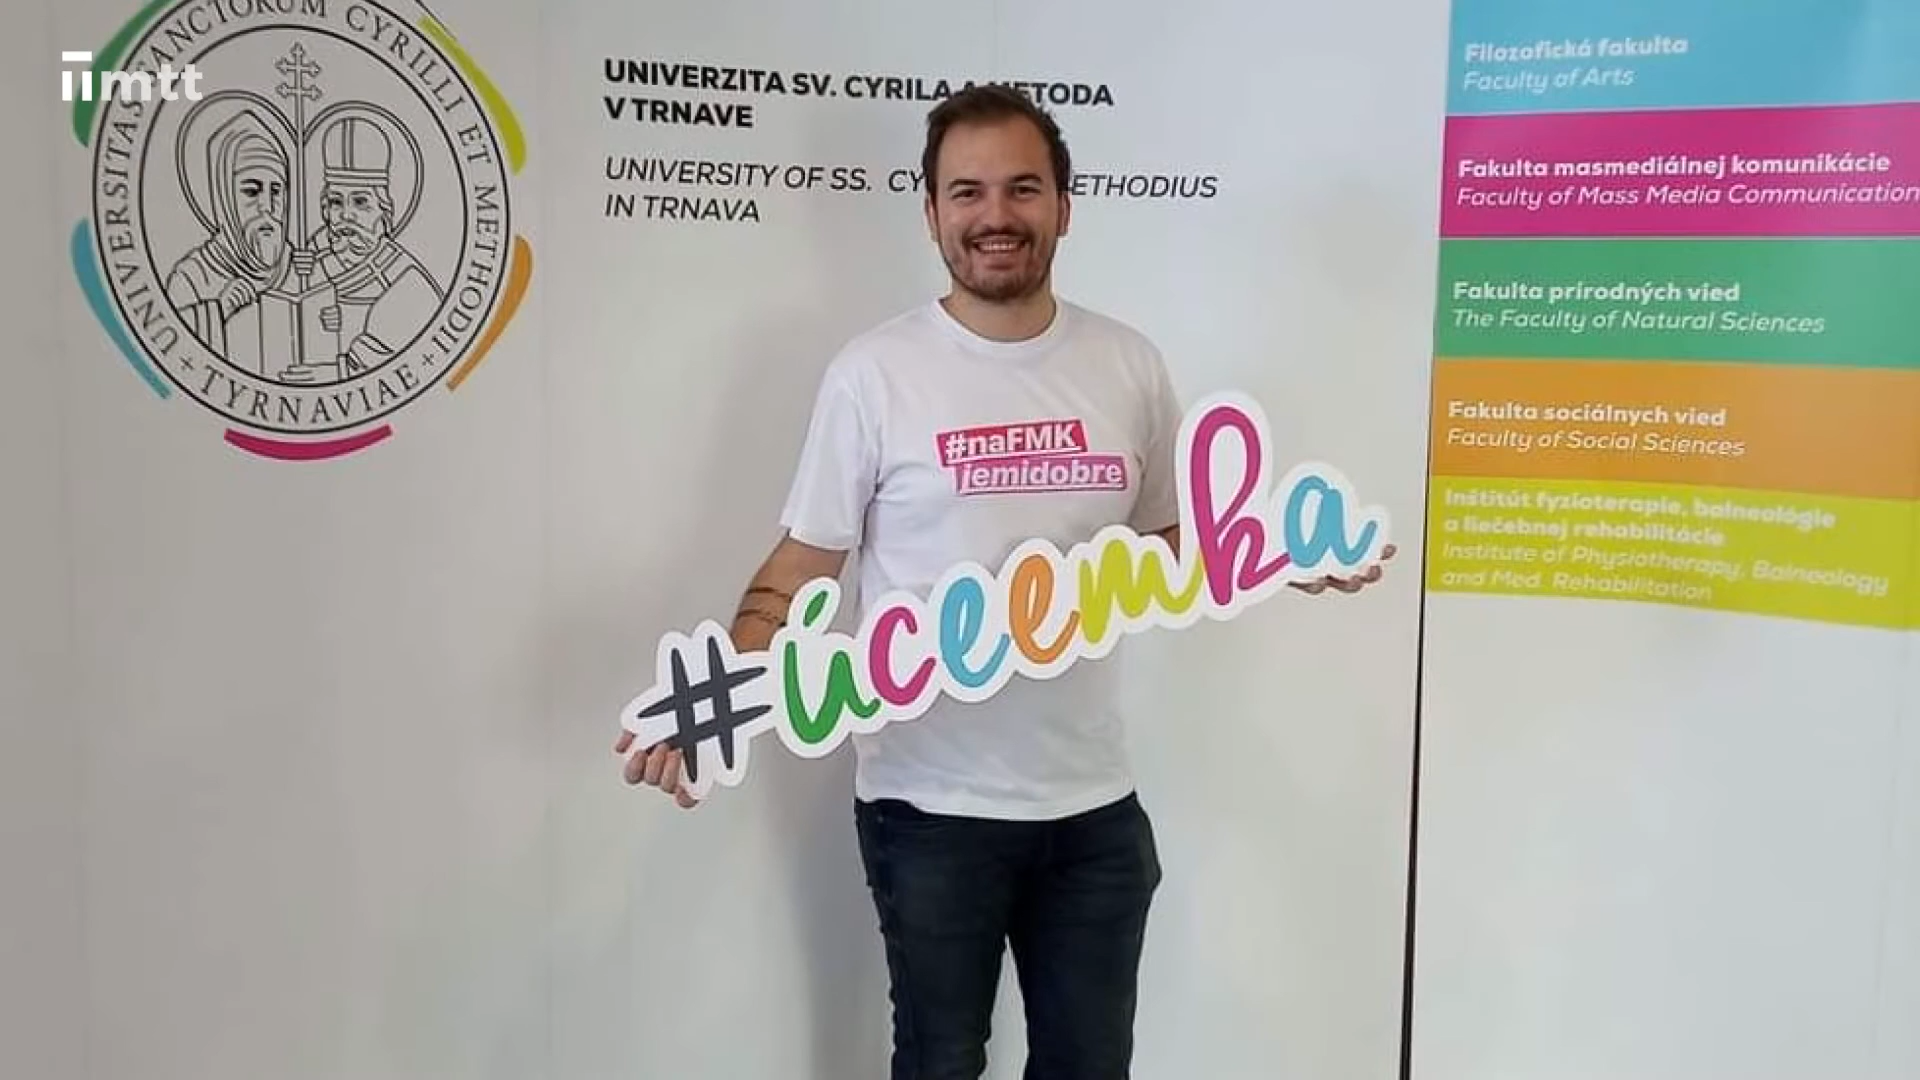 mtt
UNIVERSITAS SANCTORUM CYRILLI ET METHODII
+ TYRNAVIAE +
UNIVERZITA SV. CYRILA A METODA
V TRNAVE
UNIVERSITY OF SS. CY ETHODIUS
IN TRNAVA
#naFMK
jemidobre
#úceemka
Filozofická fakulta
Faculty of Arts
Fakulta masmediálnej komunikácie
Faculty of Mass Media Communication
Fakulta prírodných vied
The Faculty of Natural Sciences
Fakulta sociálnych vied
Faculty of Social Sciences
Inštitút fyzioterapie, balneológie
a liečebnej rehabilitácie
Institute of Physiotherapy, Balneology
and Med. Rehabilitation